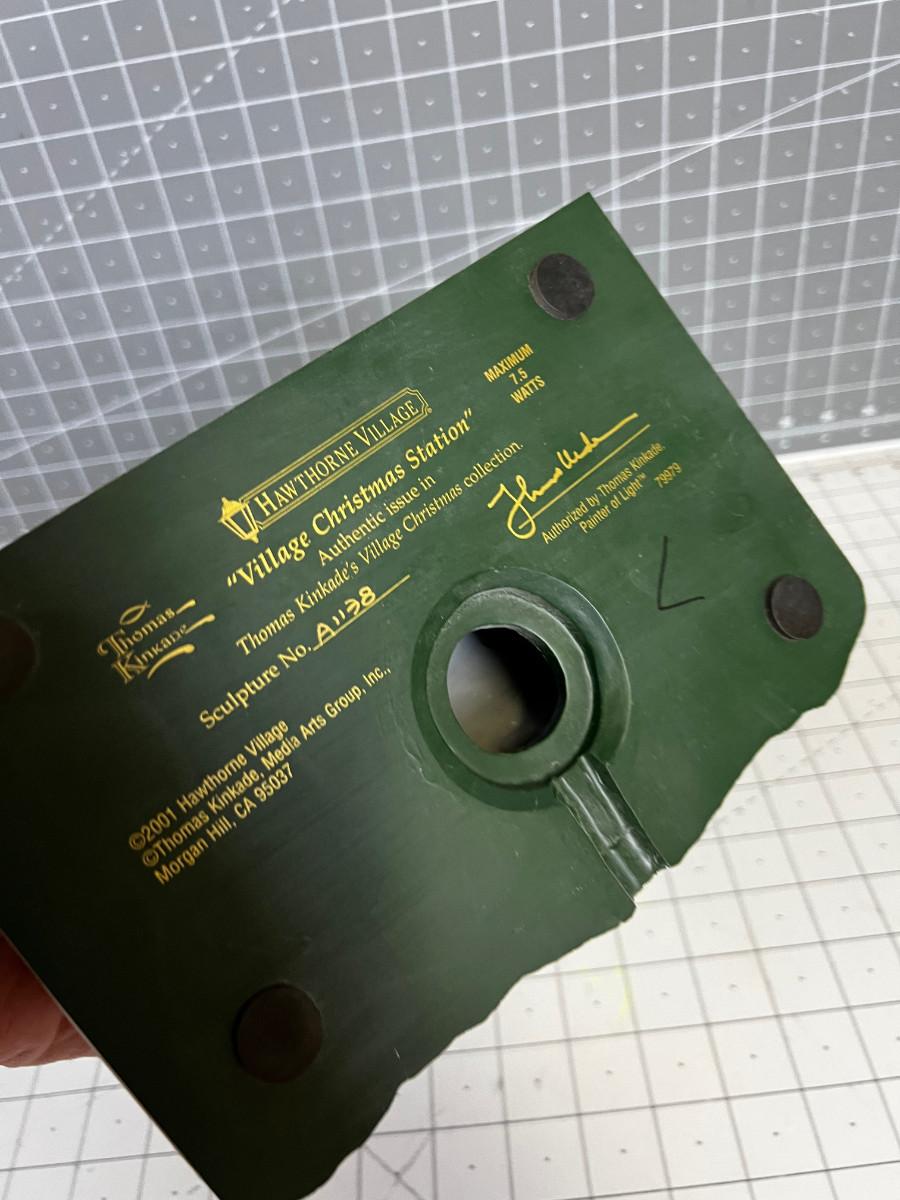 HAWTHORNE VILLAGE®
"Village Christmas Station"
Authentic issue in
Thomas Kinkade's Village Christmas collection.
Sculpture No. A1138
Thomas
Kinkade
©2001 Hawthorne Village
©Thomas Kinkade, Media Arts Group, Inc.,
Morgan Hill, CA 95037
MAXIMUM
7.5
WATTS
Authorized by Thomas Kinkade.
Painter of Light™
79979